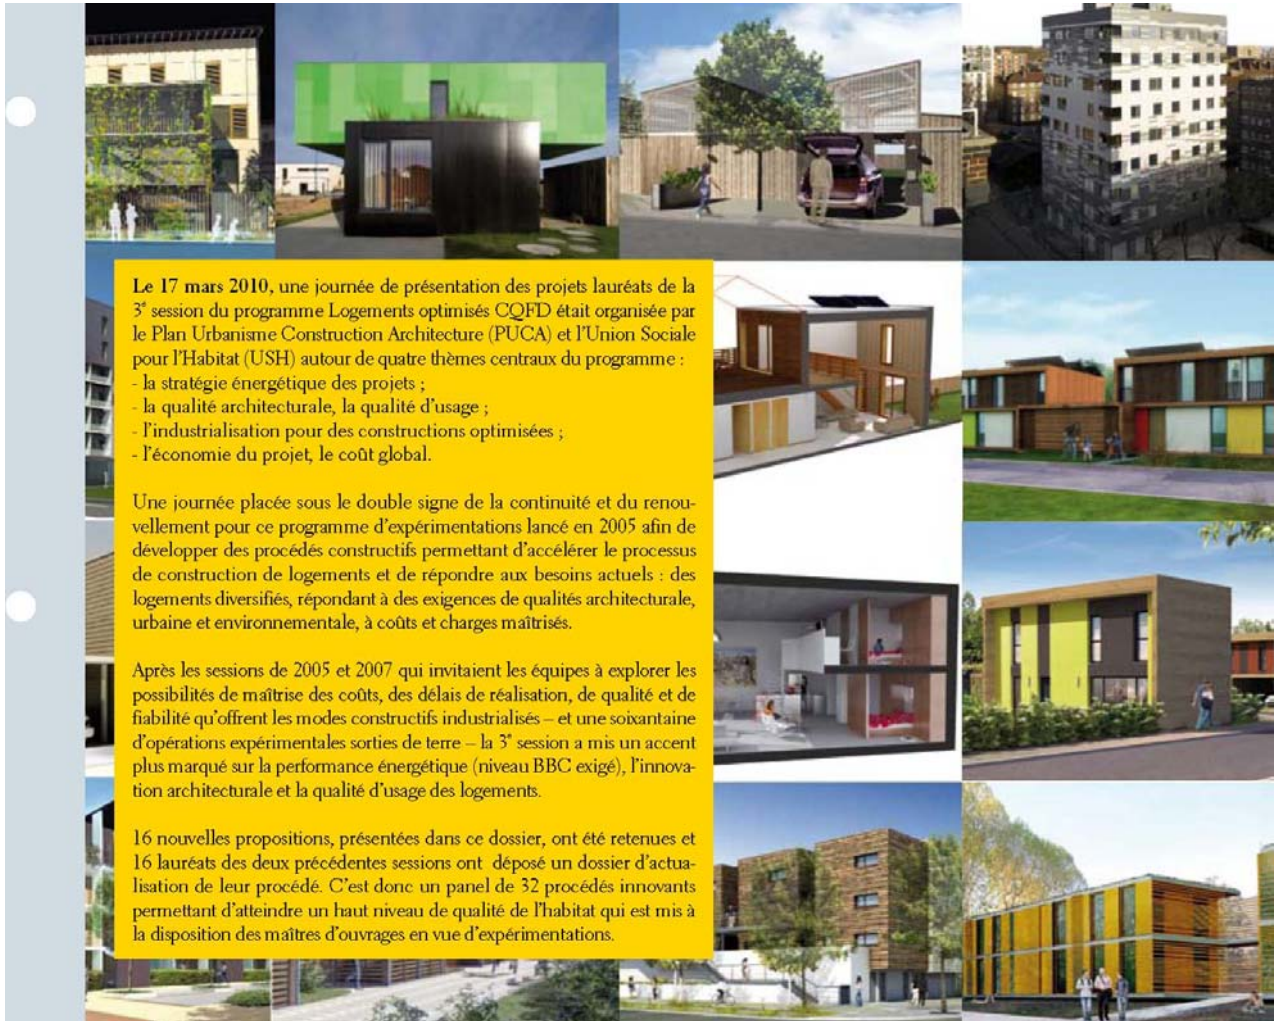 Le 17 mars 2010, une journée de présentation des projets lauréats de la
3e session du programme Logements optimisés CQFD était organisée par
le Plan Urbanisme Construction Architecture (PUCA) et l'Union Sociale
pour l'Habitat (USH) autour de quatre thèmes centraux du programme :
- la stratégie énergétique des projets ;
- la qualité architecturale, la qualité d'usage ;
- l'industrialisation pour des constructions optimisées ;
- l'économie du projet, le coût global.
Une journée placée sous le double signe de la continuité et du renou-
vellement pour ce programme d'expérimentations lancé en 2005 afin de
développer des procédés constructifs permettant d'accélérer le processus
de construction de logements et de répondre aux besoins actuels : des
logements diversifiés, répondant à des exigences de qualités architecturale,
urbaine et environnementale, à coûts et charges maîtrisés.
Après les sessions de 2005 et 2007 qui invitaient les équipes à explorer les
possibilités de maîtrise des coûts, des délais de réalisation, de qualité et de
fiabilité qu'offrent les modes constructifs industrialisés – et une soixantaine
d'opérations expérimentales sorties de terre – la 3e session a mis un accent
plus marqué sur la performance énergétique (niveau BBC exigé), l'innova-
tion architecturale et la qualité d'usage des logements.
16 nouvelles propositions, présentées dans ce dossier, ont été retenues et
16 lauréats des deux précédentes sessions ont déposé un dossier d'actua-
lisation de leur procédé. C'est donc un panel de 32 procédés innovants
permettant d'atteindre un haut niveau de qualité de l'habitat qui est mis à
la disposition des maîtres d'ouvrages en vue d'expérimentations.